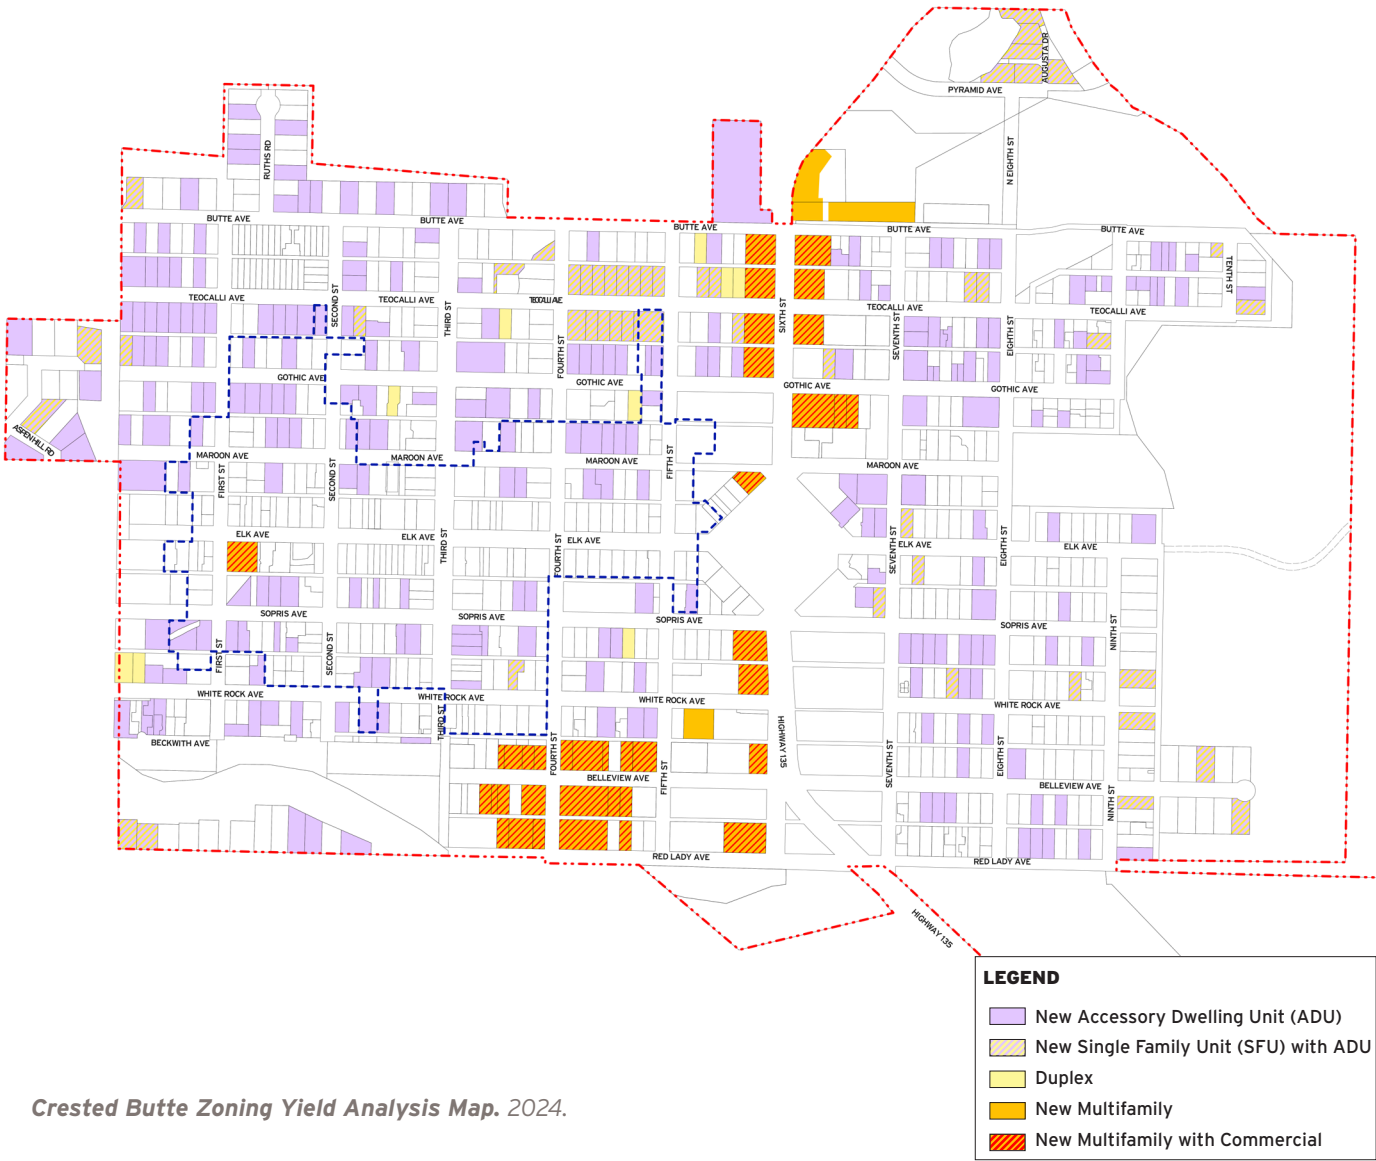 AUGUSTA DR
PYRAMID AVE
RUTHS RD
N EIGHTH ST
BUTTE AVE
BUTTE AVE
BUTTE AVE
BUTTE AVE
BUTTE AVE
TENTH ST
TEOCALLI AVE
SECOND ST
TEOCALLI AVE
THIRD ST
SIXTH ST
TEOCALLI AVE
TEOCALLI AVE
FOURTH ST
SEVENTH ST
EIGHTH ST
GOTHIC AVE
GOTHIC AVE
GOTHIC AVE
GOTHIC AVE
ASPEN HILL RD
MAROON AVE
MAROON AVE
MAROON AVE
MAROON AVE
FIRST ST
SECOND ST
FIFTH ST
ELK AVE
ELK AVE
ELK AVE
ELK AVE
ELK AVE
THIRD ST
FOURTH ST
SEVENTH ST
EIGHTH ST
SOPRIS AVE
SOPRIS AVE
SOPRIS AVE
SOPRIS AVE
FIRST ST
SECOND ST
NINTH ST
WHITE ROCK AVE
WHITE ROCK AVE
WHITE ROCK AVE
WHITE ROCK AVE
THIRD ST
HIGHWAY 135
BECKWITH AVE
FOURTH ST
FIFTH ST
SEVENTH ST
EIGHTH ST
BELLEVIEW AVE
BELLEVIEW AVE
NINTH ST
RED LADY AVE
RED LADY AVE
HIGHWAY 135
LEGEND
New Accessory Dwelling Unit (ADU)
New Single Family Unit (SFU) with ADU
Duplex
New Multifamily
New Multifamily with Commercial
Crested Butte Zoning Yield Analysis Map. 2024.